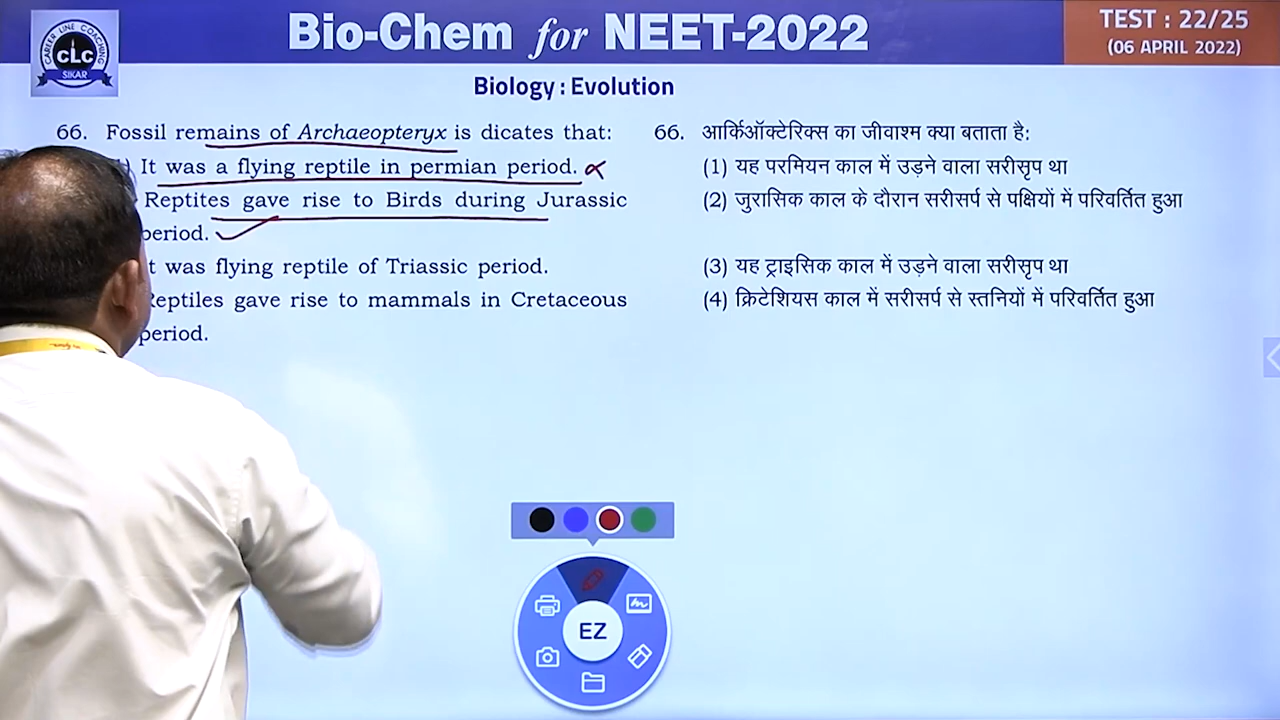 CAREER LINE COACHING
CLC
SIKAR
Bio-Chem for NEET-2022
TEST : 22/25
(06 APRIL 2022)
Biology : Evolution
66. Fossil remains of Archaeopteryx is dicates that:
) It was a flying reptile in permian period.
Reptites gave rise to Birds during Jurassic
period.
t was flying reptile of Triassic period.
Reptiles gave rise to mammals in Cretaceous
period.
66. आर्किऑक्टेरिक्स का जीवाश्म क्या बताता है:
(1) यह परमियन काल में उड़ने वाला सरीसृप था
(2) जुरासिक काल के दौरान सरीसर्प से पक्षियों में परिवर्तित हुआ
(3) यह ट्राइसिक काल में उड़ने वाला सरीसृप था
(4) क्रिटेशियस काल में सरीसर्प से स्तनियों में परिवर्तित हुआ
EZ